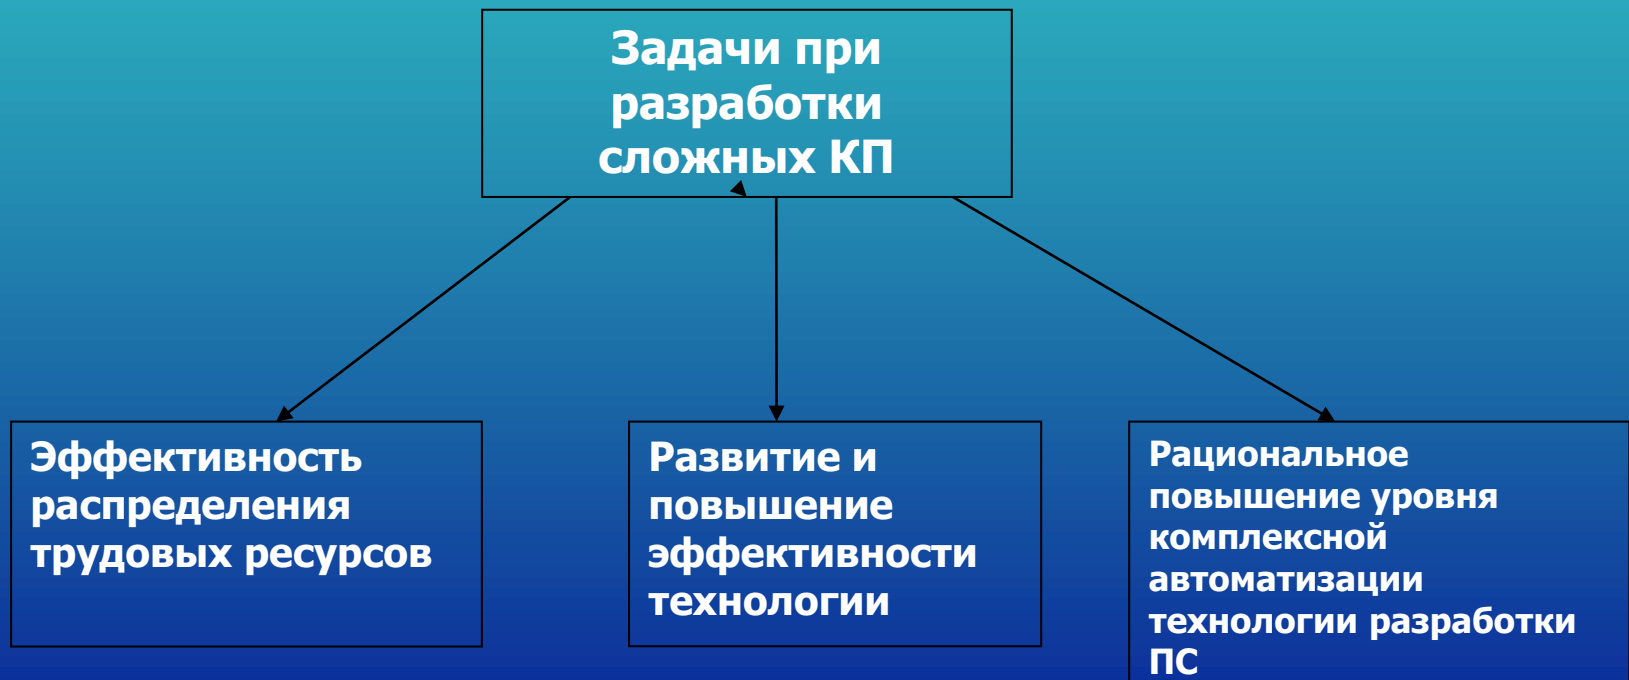 Задачи при
разработки
сложных КП
Эффективность
распределения
трудовых ресурсов
Развитие и
повышение
эффективности
технологии
Рациональное
повышение уровня
комплексной
автоматизации
технологии разработки
ПС